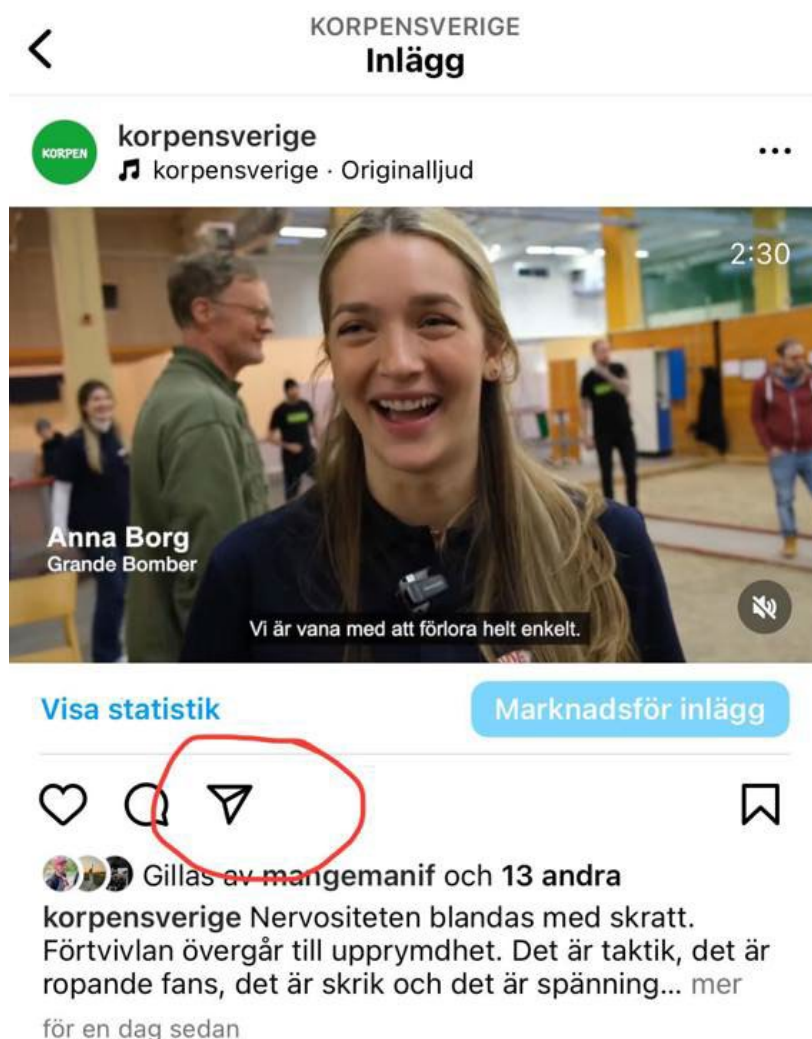 KORPENSVERIGE
Inlägg
KORPEN
korpensverige
korpensverige · Originalljud
2:30
Anna Borg
Grande Bomber
Vi är vana med att förlora helt enkelt.
Visa statistik
Marknadsför inlägg
Gillas av mangemanif och 13 andra
korpensverige Nervositeten blandas med skratt.
Förtvivlan övergår till upprymdhet. Det är taktik, det är
ropande fans, det är skrik och det är spänning... mer
för en dag sedan